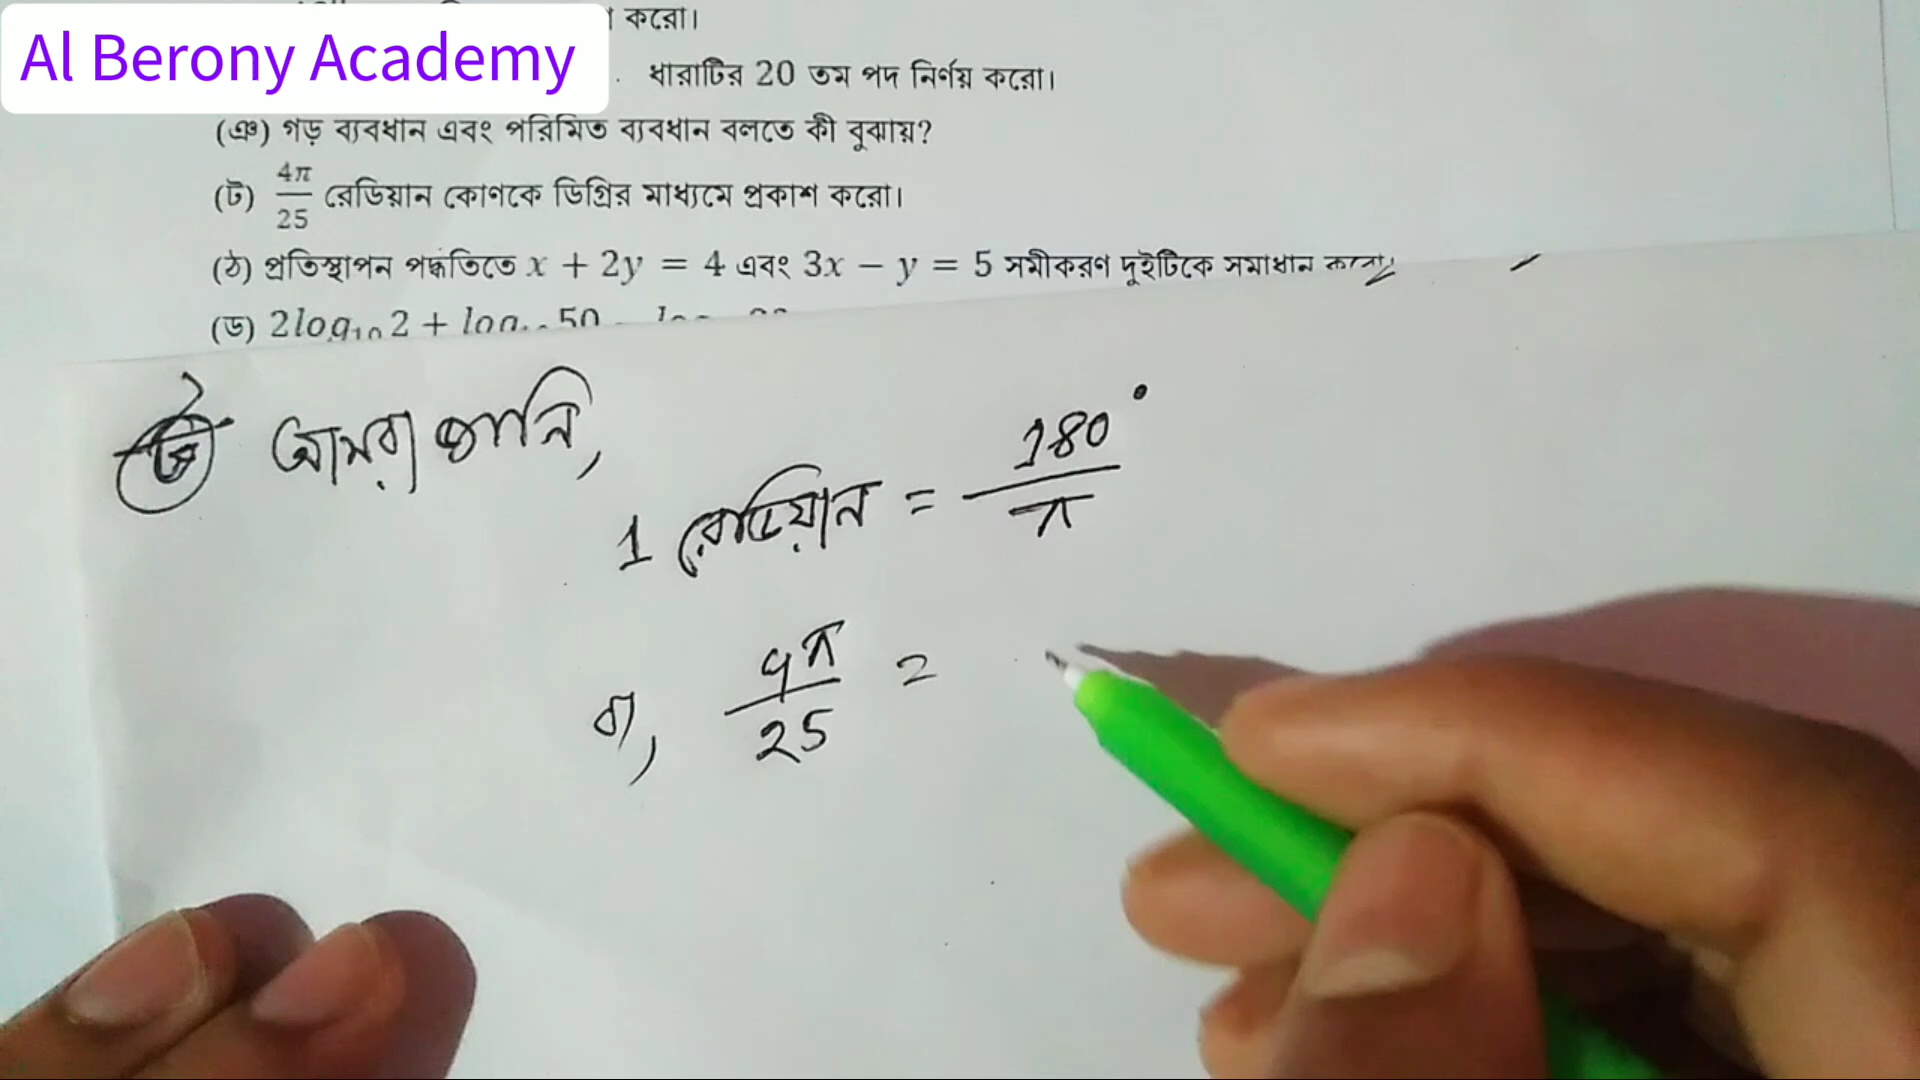 করো।
Al Berony Academy
ধারাটির 20 তম পদ নির্ণয় করো।
(ঞ) গড় ব্যবধান এবং পরিমিত ব্যবধান বলতে কী বুঝায়?
(ট) 4π/25 রেডিয়ান কোণকে ডিগ্রির মাধ্যমে প্রকাশ করো।
(ঠ) প্রতিস্থাপন পদ্ধতিতে x + 2y = 4 এবং 3x − y = 5 সমীকরণ দুইটিকে সমাধান করো।
(ড) 2log₁₀2 + log 50
ট আমরা জানি,
1 রেডিয়ান = 180°/π
বা, 4π/25 =